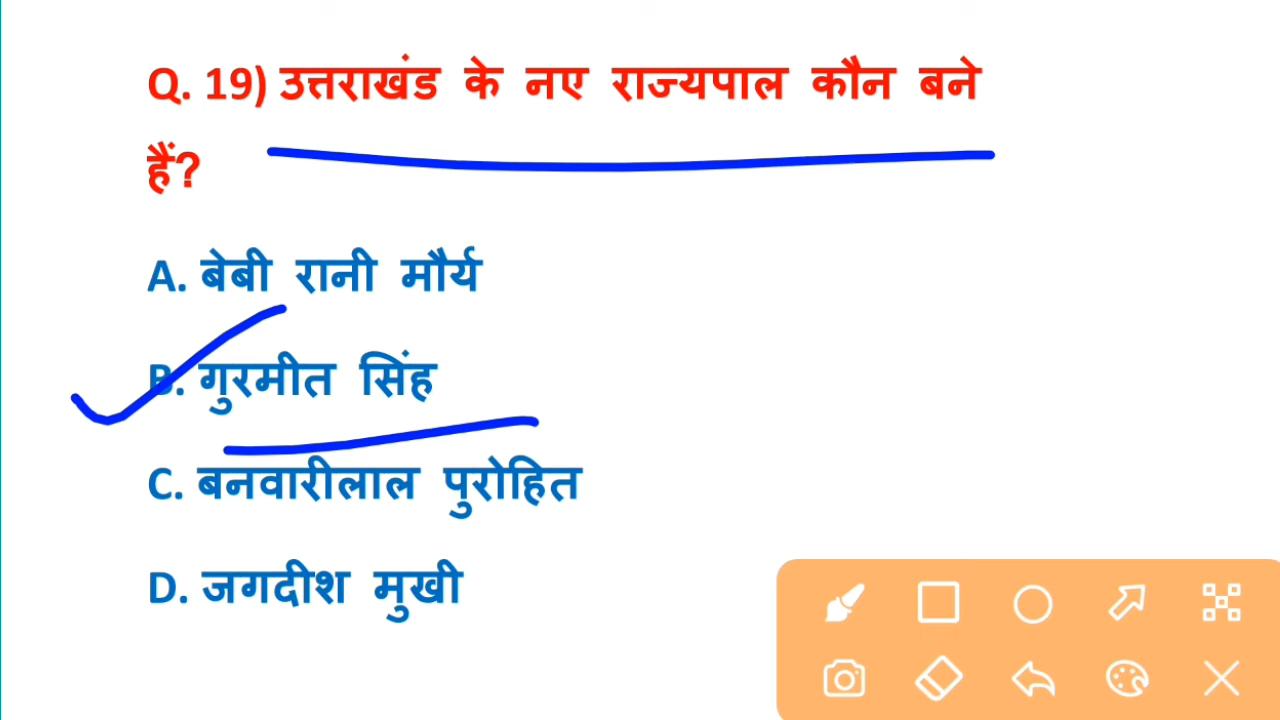 Q. 19) उत्तराखंड के नए राज्यपाल कौन बने
हैं?
A. बेबी रानी मौर्य
B. गुरमीत सिंह
C. बनवारीलाल पुरोहित
D. जगदीश मुखी